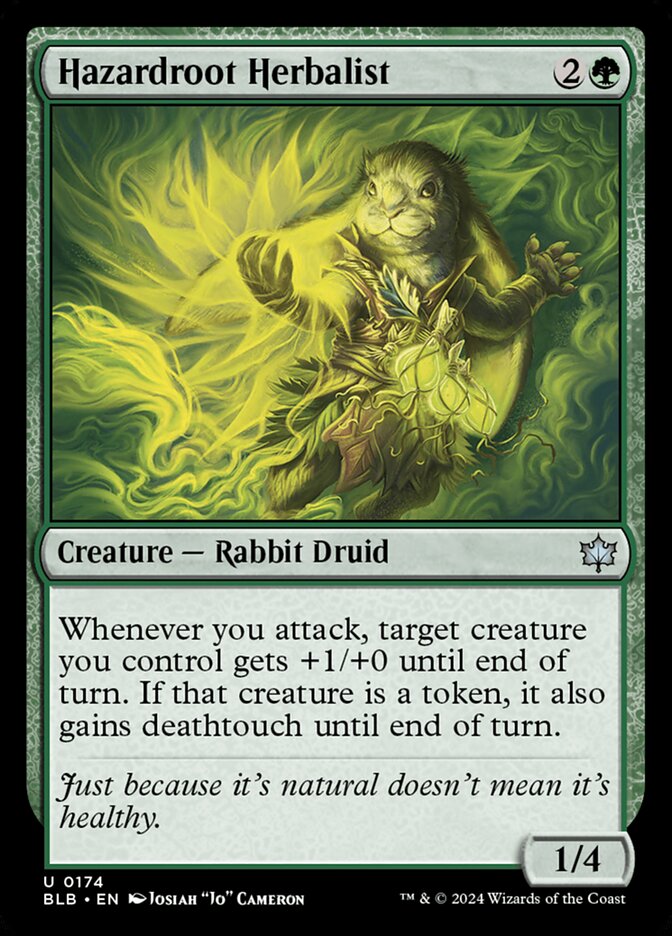 Hazardroot Herbalist 2
Creature — Rabbit Druid
Whenever you attack, target creature
you control gets +1/+0 until end of
turn. If that creature is a token, it also
gains deathtouch until end of turn.
Just because it's natural doesn't mean it's
healthy.
1/4
U 0174
BLB • EN Josiah "Jo" Cameron
™ & © 2024 Wizards of the Coast